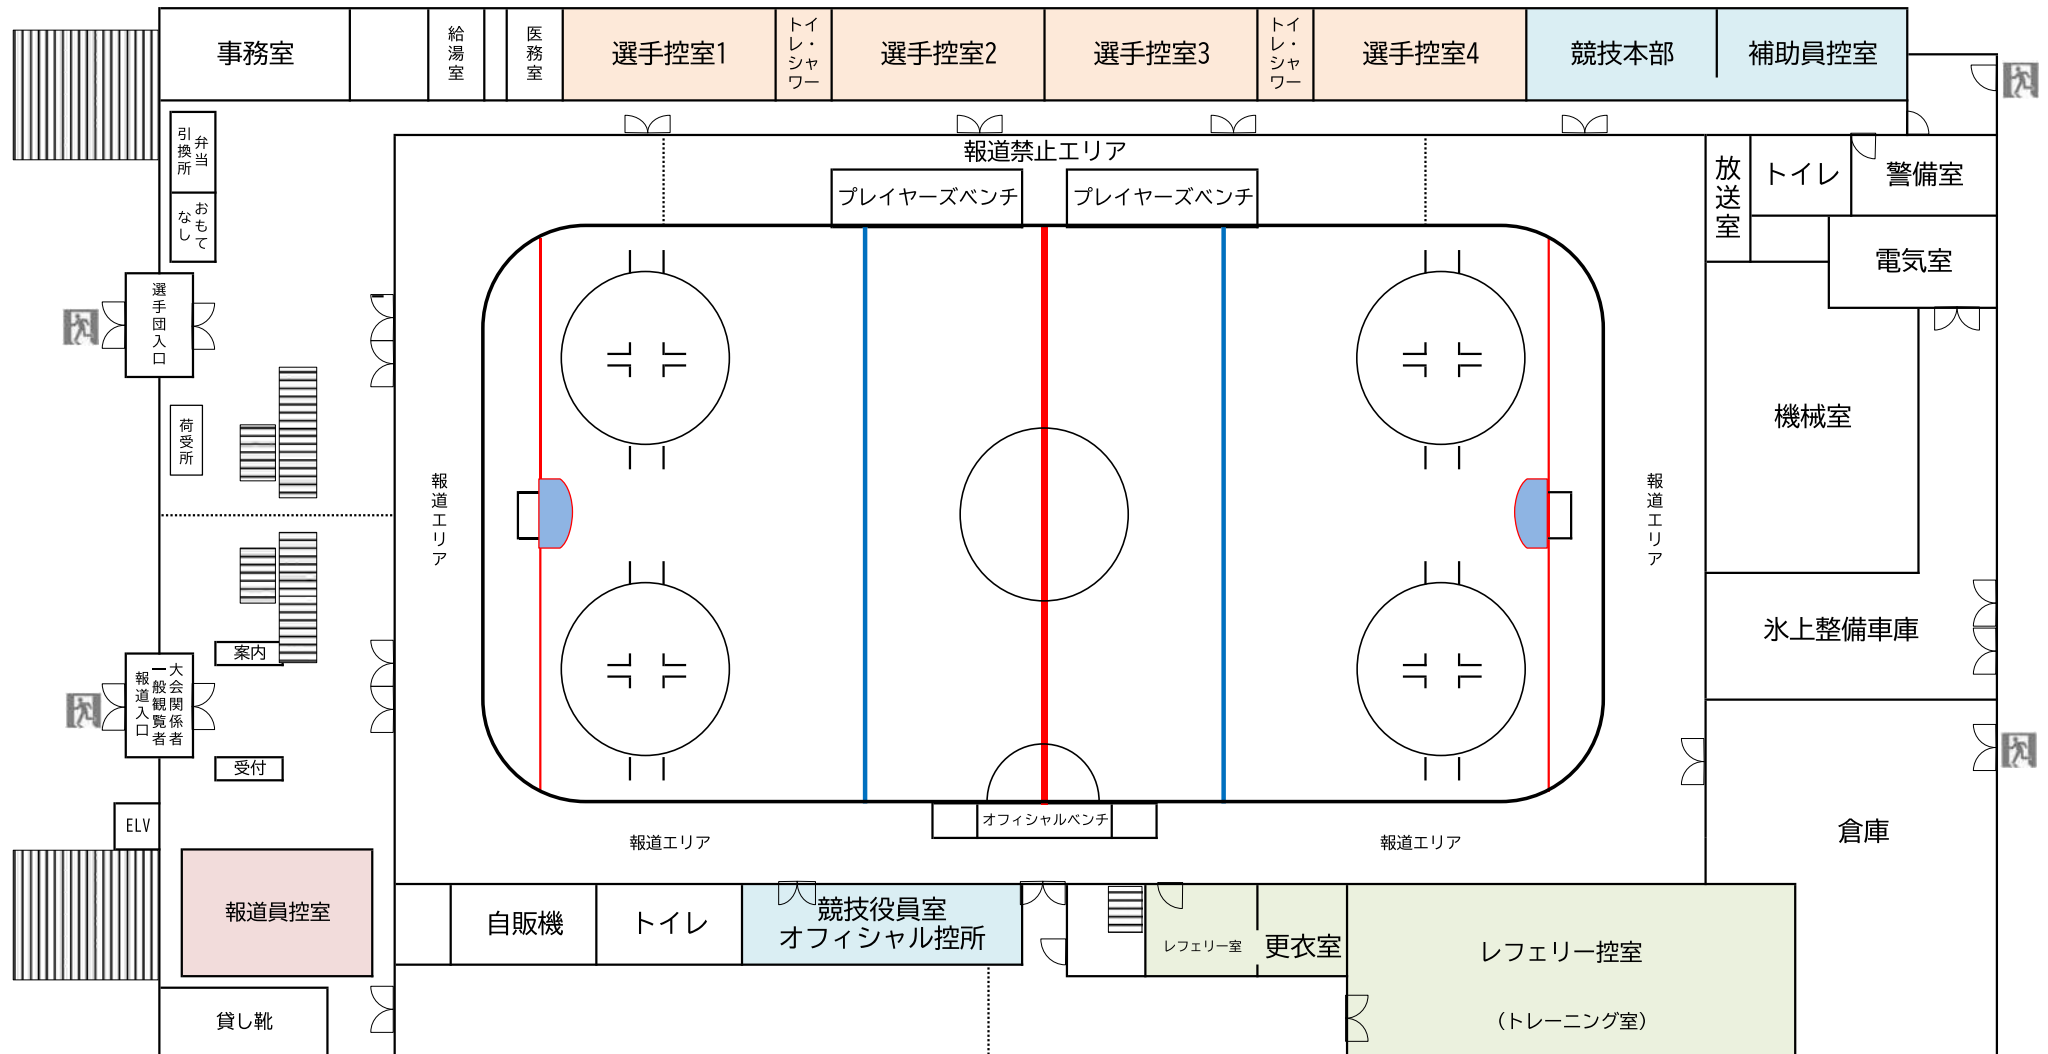 事務室
給湯室
医務室
選手控室1
トイレ・シャワー
選手控室2
選手控室3
トイレ・シャワー
選手控室4
競技本部
補助員控室
弁当
引換所
おもて
なし
報道禁止エリア
プレイヤーズベンチ
プレイヤーズベンチ
放送室
トイレ
警備室
電気室
選手団入口
荷受所
機械室
報道エリア
報道エリア
氷上整備車庫
案内
大会関係者
一般観覧者
報道入口
受付
ELV
オフィシャルベンチ
報道エリア
報道エリア
倉庫
報道員控室
自販機
トイレ
競技役員室
オフィシャル控所
レフェリー室
更衣室
レフェリー控室
（トレーニング室）
貸し靴